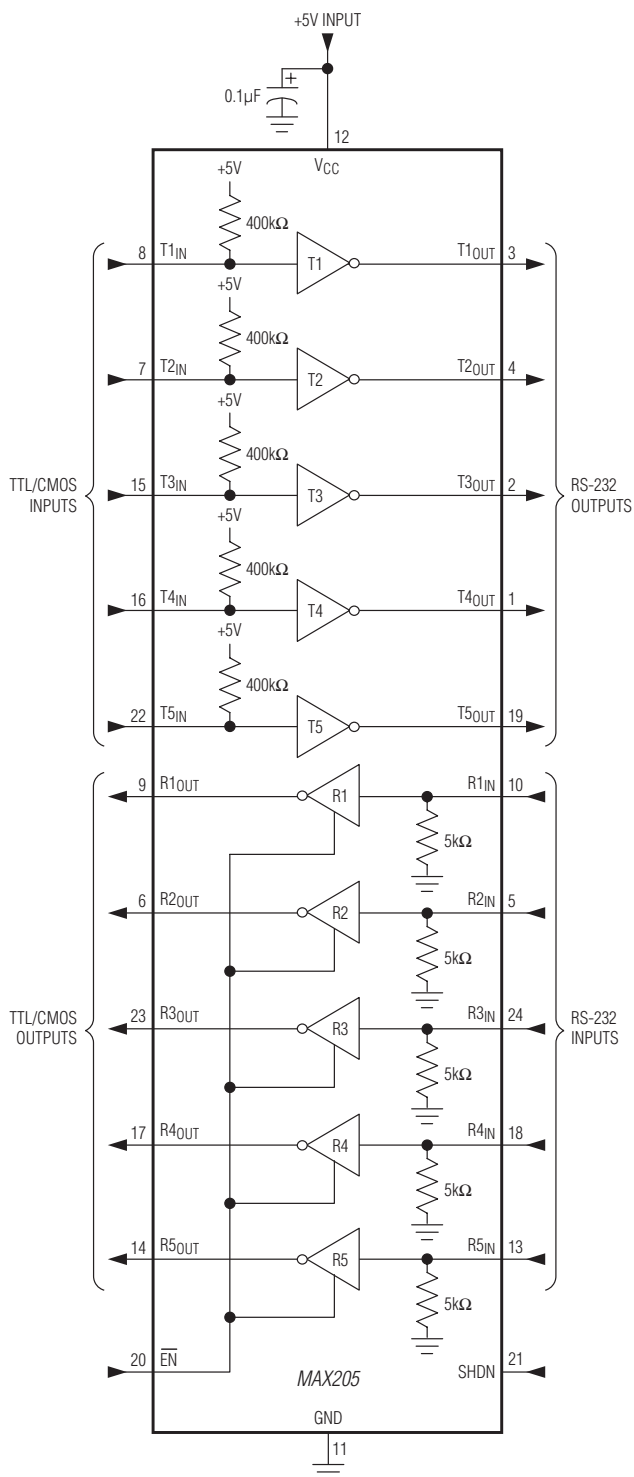 +5V INPUT
0.1µF
+
12
VCC
+5V
400kΩ
8 T1IN
T1
T1OUT 3
+5V
400kΩ
7 T2IN
T2
T2OUT 4
+5V
400kΩ
TTL/CMOS
INPUTS
15 T3IN
T3
T3OUT 2
RS-232
OUTPUTS
+5V
400kΩ
16 T4IN
T4
T4OUT 1
+5V
400kΩ
22 T5IN
T5
T5OUT 19
9 R1OUT
R1
R1IN 10
5kΩ
6 R2OUT
R2
R2IN 5
5kΩ
TTL/CMOS
OUTPUTS
23 R3OUT
R3
R3IN 24
RS-232
INPUTS
5kΩ
17 R4OUT
R4
R4IN 18
5kΩ
14 R5OUT
R5
R5IN 13
5kΩ
20 E̅N̅
MAX205
SHDN 21
GND
11